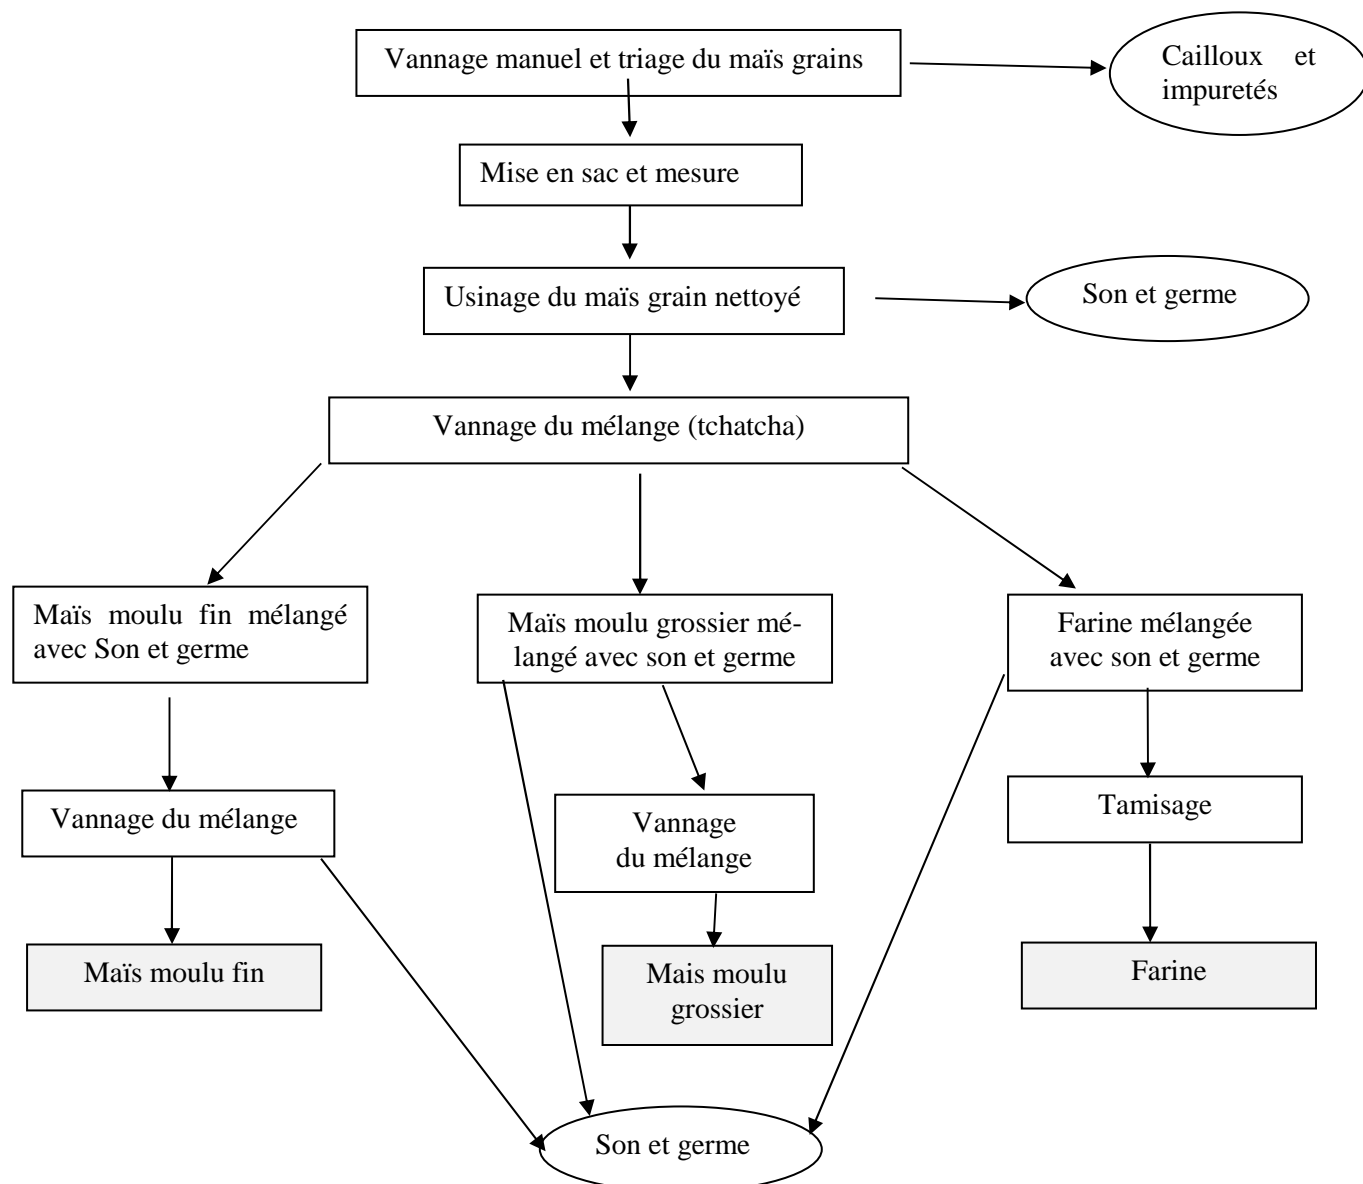 Vannage manuel et triage du maïs grains
Cailloux et
impuretés
Mise en sac et mesure
Usinage du maïs grain nettoyé
Son et germe
Vannage du mélange (tchatcha)
Maïs moulu fin mélangé
avec Son et germe
Maïs moulu grossier mé-
langé avec son et germe
Farine mélangée
avec son et germe
Vannage du mélange
Vannage
du mélange
Tamisage
Maïs moulu fin
Mais moulu
grossier
Farine
Son et germe